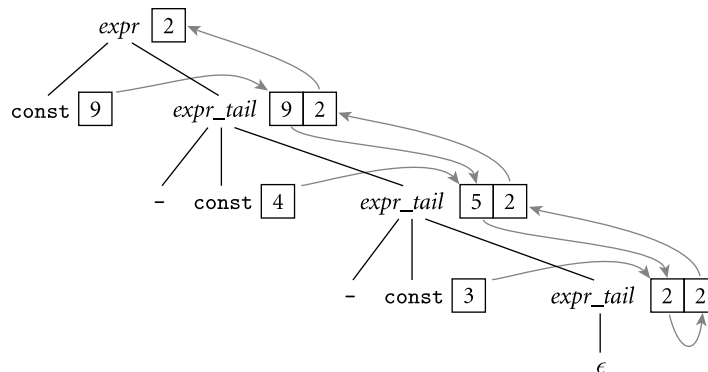 expr 2
const 9 expr_tail 9 2
- const 4 expr_tail 5 2
- const 3 expr_tail 2 2
ϵ